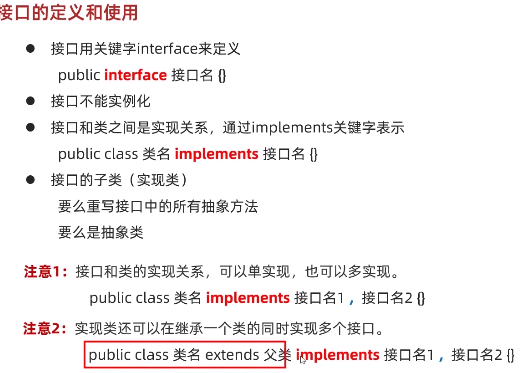 接口的定义和使用
● 接口用关键字interface来定义
public interface 接口名 {}
● 接口不能实例化
● 接口和类之间是实现关系，通过implements关键字表示
public class 类名 implements 接口名 {}
● 接口的子类（实现类）
要么重写接口中的所有抽象方法
要么是抽象类
注意1：接口和类的实现关系，可以单实现，也可以多实现。
public class 类名 implements 接口名1 ，接口名2 {}
注意2：实现类还可以在继承一个类的同时实现多个接口。
public class 类名 extends 父类 implements 接口名1 ，接口名2 {}